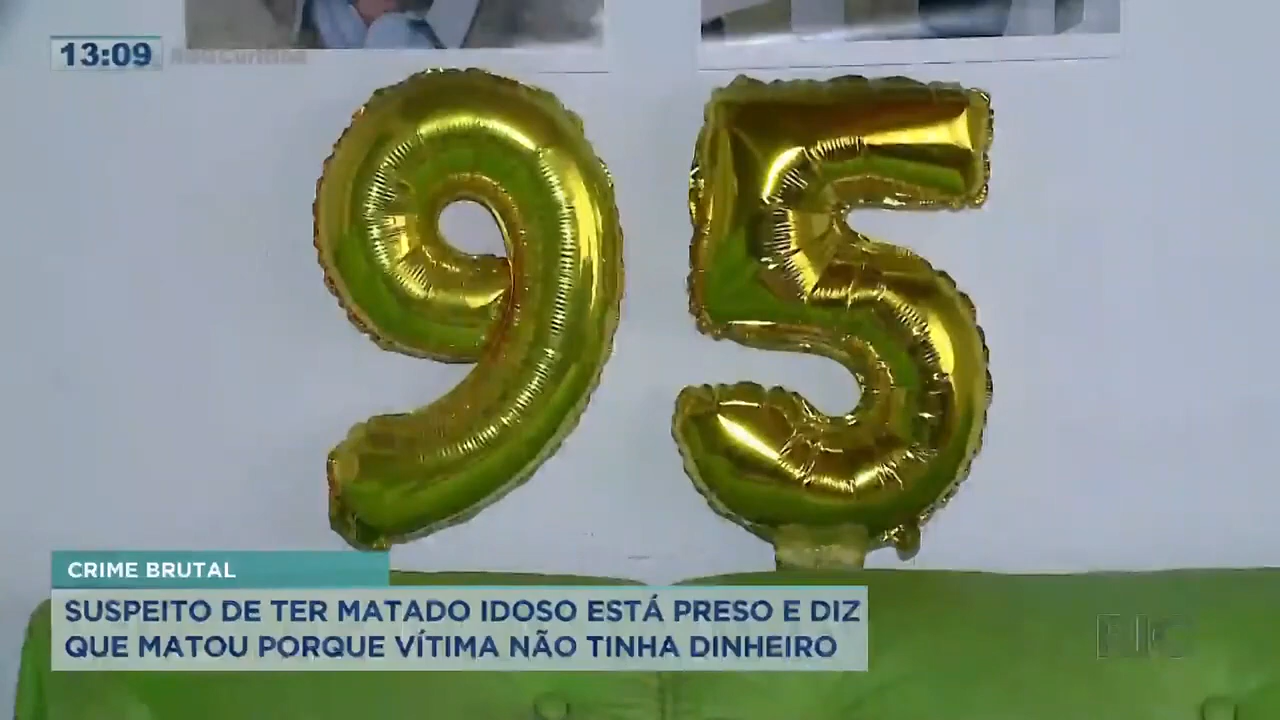 13:09
95
CRIME BRUTAL
SUSPEITO DE TER MATADO IDOSO ESTÁ PRESO E DIZ
QUE MATOU PORQUE VÍTIMA NÃO TINHA DINHEIRO
RIC